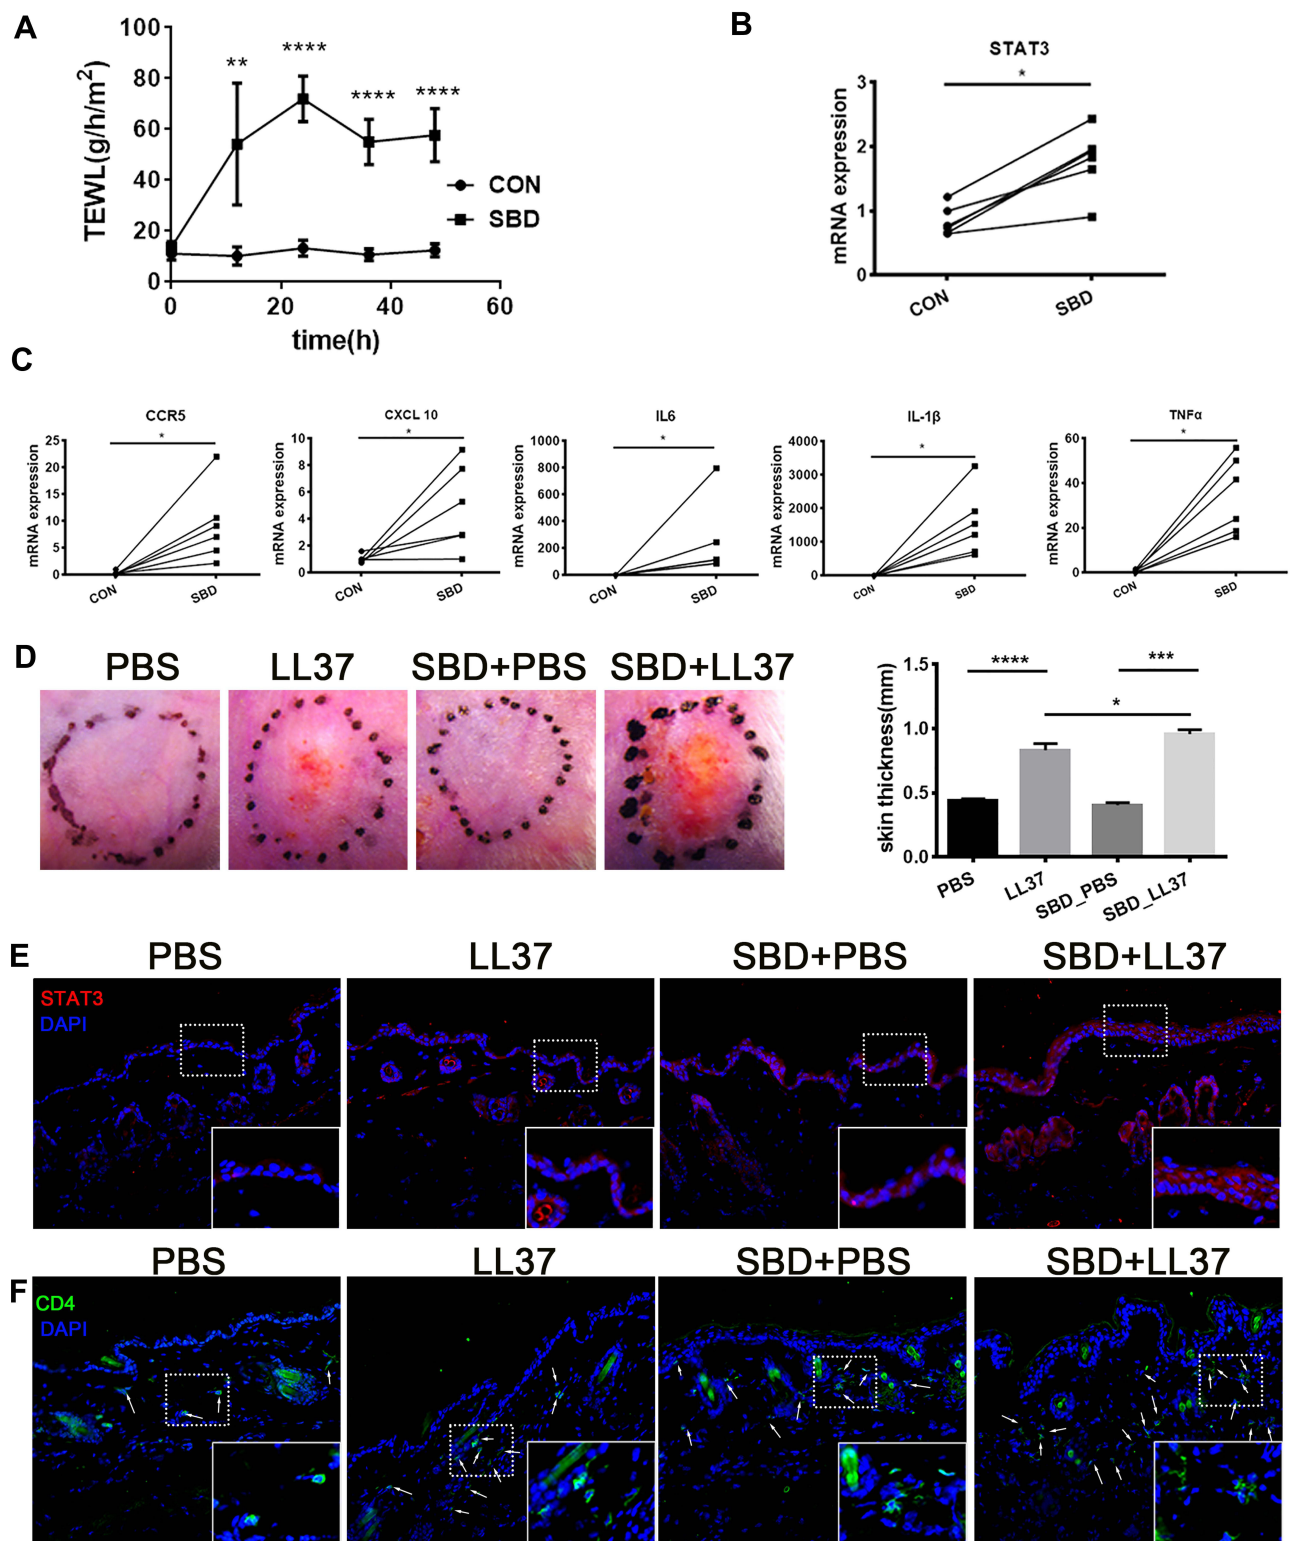 A
TEWL(g/h/m²)
100
80
60
40
20
0
** **** **** ****
CON
SBD
0 20 40 60
time(h)
B
STAT3
*
mRNA expression
3
2
1
0
CON SBD
C
CCR5
*
mRNA expression
25
20
15
10
5
0
CON SBD
CXCL 10
*
mRNA expression
10
8
6
4
2
0
CON SBD
IL6
*
mRNA expression
1000
800
600
400
200
0
CON SBD
IL-1β
*
mRNA expression
4000
3000
2000
1000
0
CON SBD
TNFα
*
mRNA expression
60
40
20
0
CON SBD
D
PBS LL37 SBD+PBS SBD+LL37
skin thickness(mm)
1.5
1.0
0.5
0.0
**** ***
*
PBS LL37 SBD_PBS SBD_LL37
E
PBS LL37 SBD+PBS SBD+LL37
STAT3
DAPI
F
PBS LL37 SBD+PBS SBD+LL37
CD4
DAPI